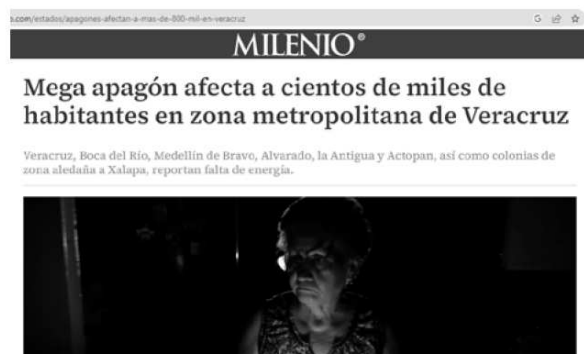 s.com/estados/apagones-afectan-a-mas-de-800-mil-en-veracruz
MILENIO®
Mega apagón afecta a cientos de miles de
habitantes en zona metropolitana de Veracruz
Veracruz, Boca del Río, Medellín de Bravo, Alvarado, la Antigua y Actopan, así como colonias de
zona aledaña a Xalapa, reportan falta de energía.